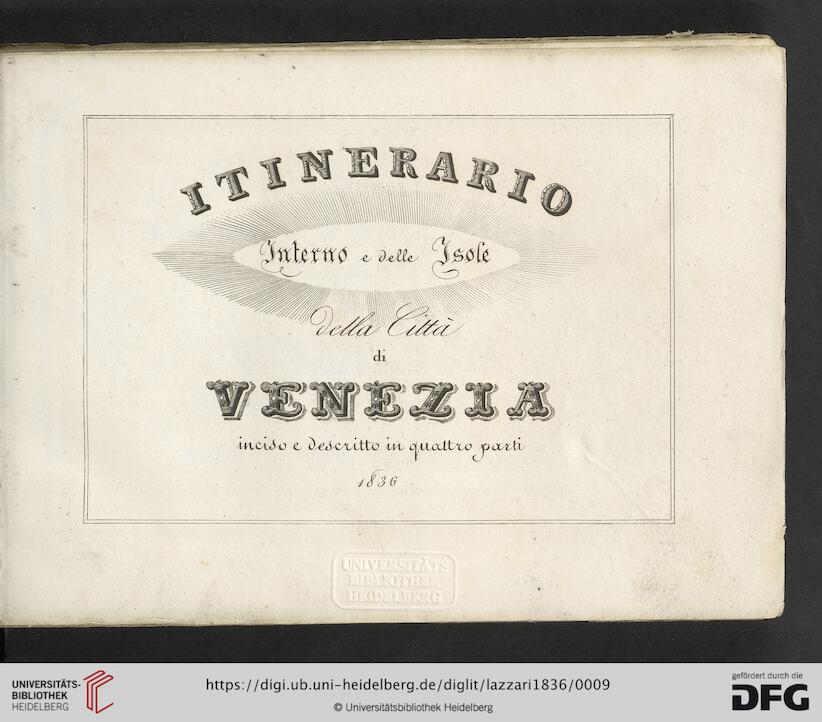 ITINERARIO
Interno e delle Isole
della Città
di
VENEZIA
inciso e descritto in quattro parti
1836
UNIVERSITÄTS
BIBLIOTHEK
HEIDELBERG
UNIVERSITÄTS-
BIBLIOTHEK
HEIDELBERG
https://digi.ub.uni-heidelberg.de/diglit/lazzari1836/0009
© Universitätsbibliothek Heidelberg
gefördert durch die
DFG